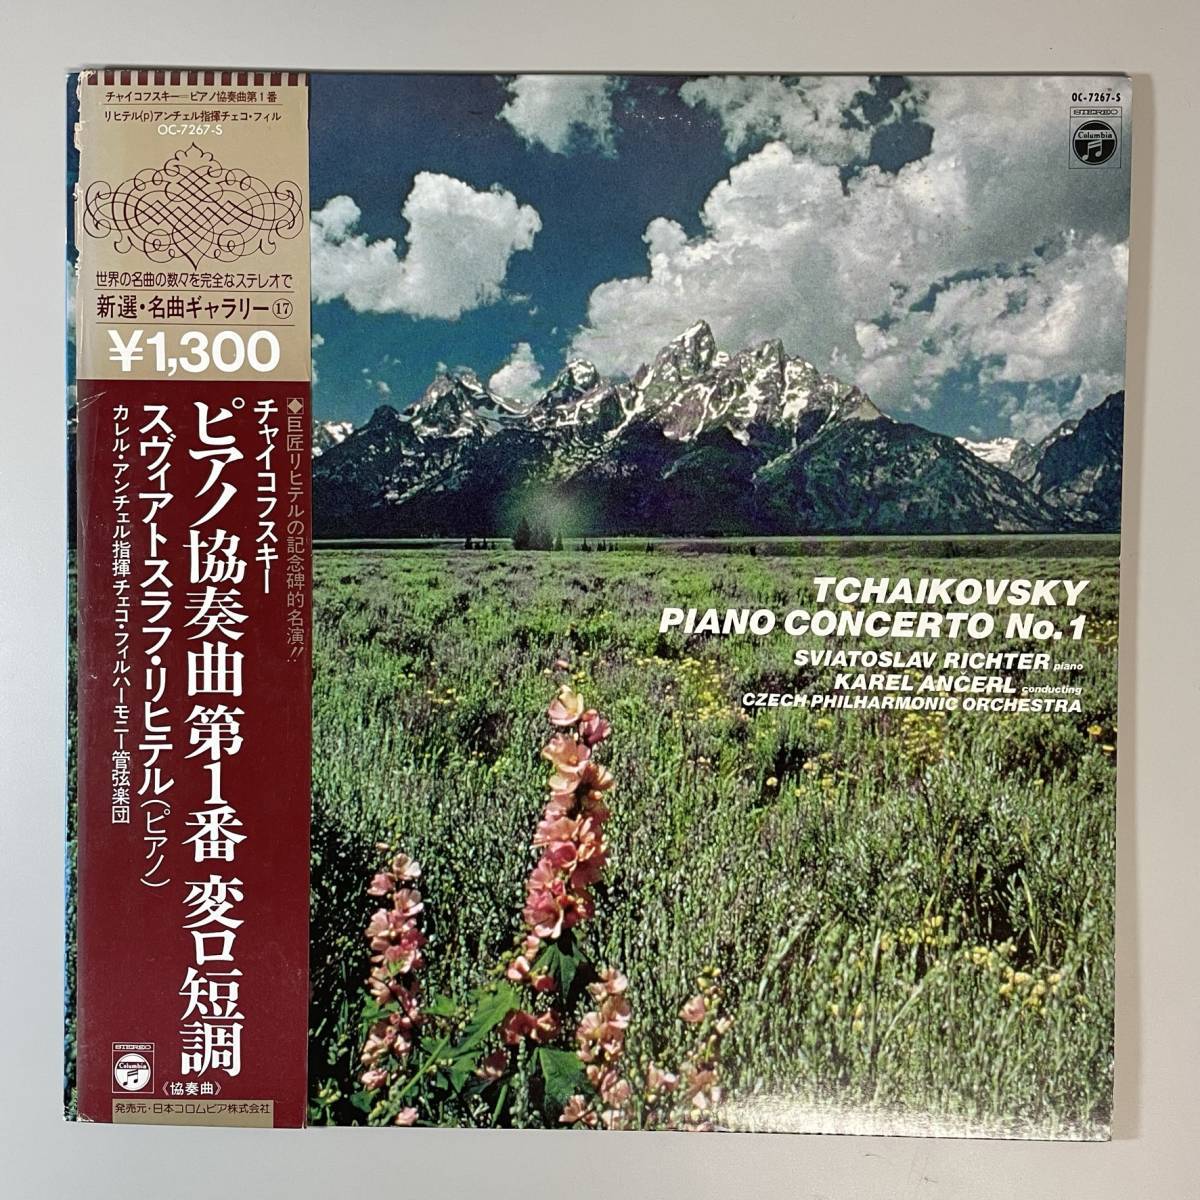 チャイコフスキー＝ピアノ協奏曲第1番
リヒテル(p)アンチェル指揮チェコ・フィル
OC-7267-S
世界の名曲の数々を完全なステレオで
新選・名曲ギャラリー⑰
¥1,300
◆巨匠リヒテルの記念碑的名演!!
チャイコフスキー
ピアノ協奏曲 第1番 変ロ短調
スヴィアトスラフ・リヒテル(ピアノ)
カレル・アンチェル指揮 チェコ・フィルハーモニー管弦楽団
STEREO
Columbia
《協奏曲》
発売元・日本コロムビア株式会社
OC-7267-S
STEREO
Columbia
TCHAIKOVSKY
PIANO CONCERTO No.1
SVIATOSLAV RICHTER piano
KAREL ANČERL conducting
CZECH PHILHARMONIC ORCHESTRA